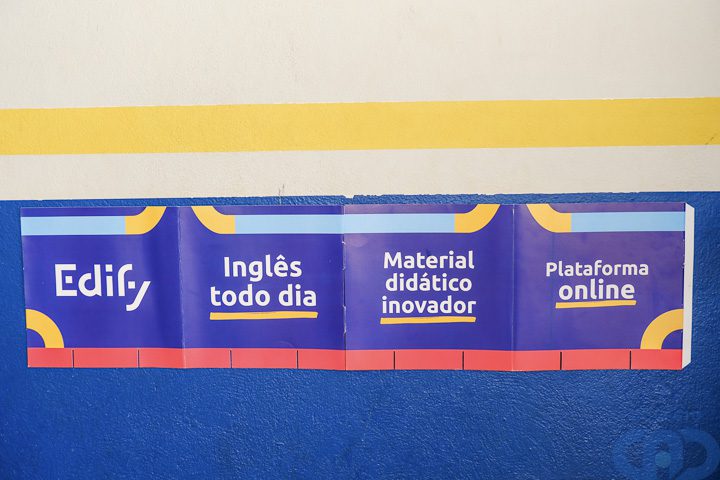 Edify
Inglês
todo dia
Material
didático
inovador
Plataforma
online